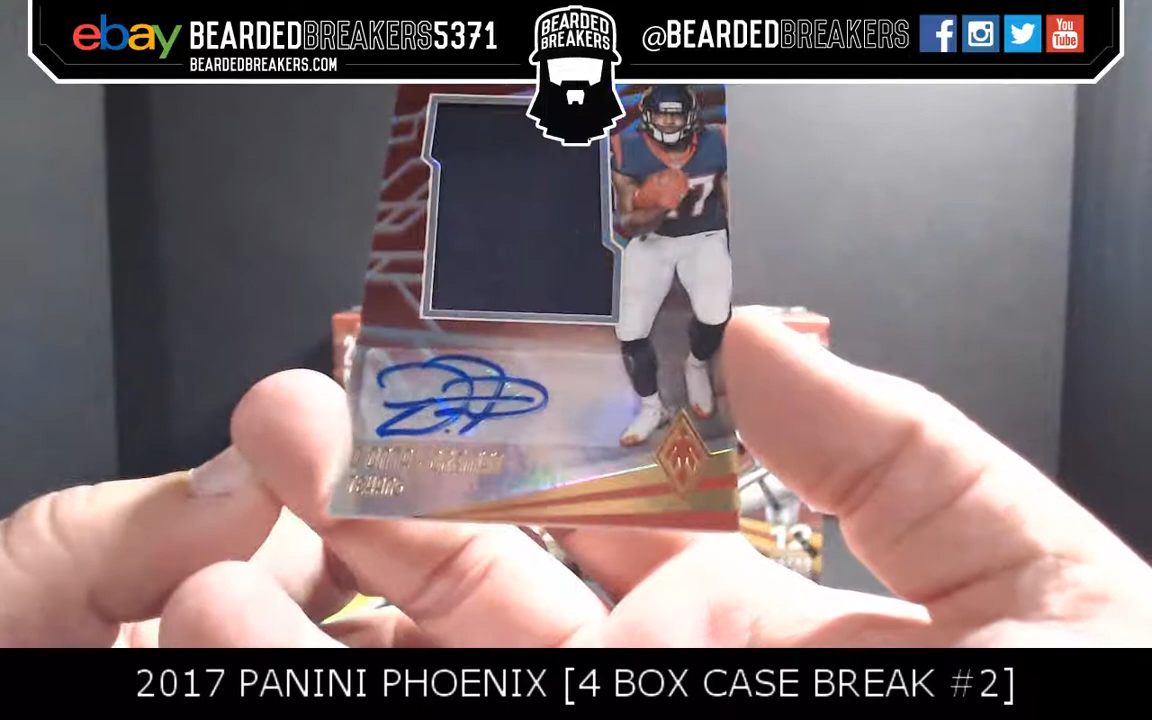 ebay BEARDEDBREAKERS5371
BEARDEDBREAKERS.COM
BEARDED
BREAKERS
@BEARDEDBREAKERS
You
Tube
2017 PANINI PHOENIX [4 BOX CASE BREAK #2]